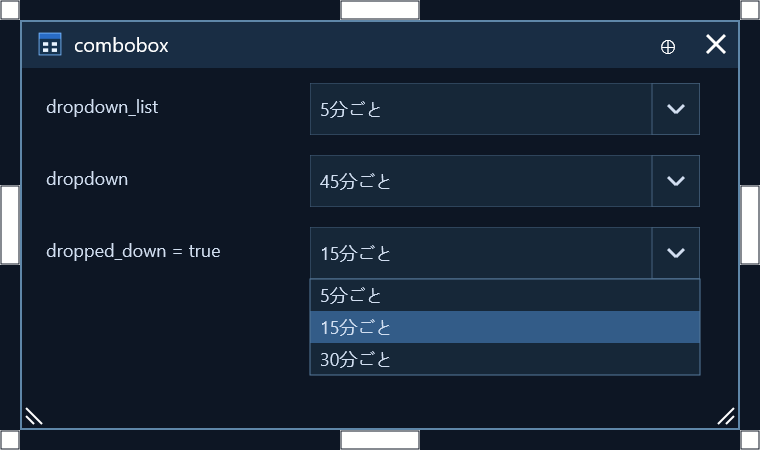 combobox
dropdown_list
5分ごと
dropdown
45分ごと
dropped_down = true
15分ごと
5分ごと
15分ごと
30分ごと